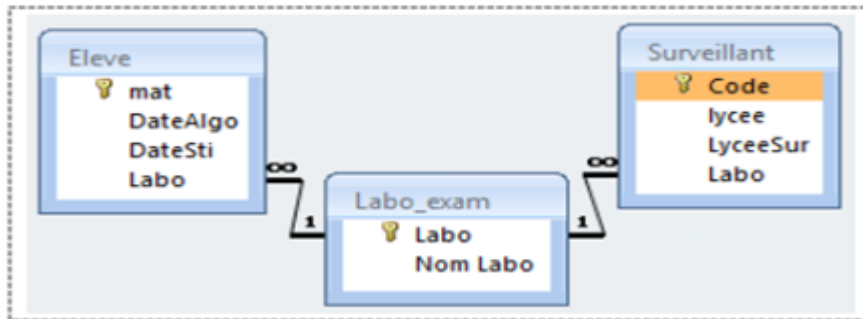 Eleve
mat
DateAlgo
DateSti
Labo
∞
1
Labo_exam
Labo
Nom Labo
1
∞
Surveillant
Code
lycee
LyceeSur
Labo